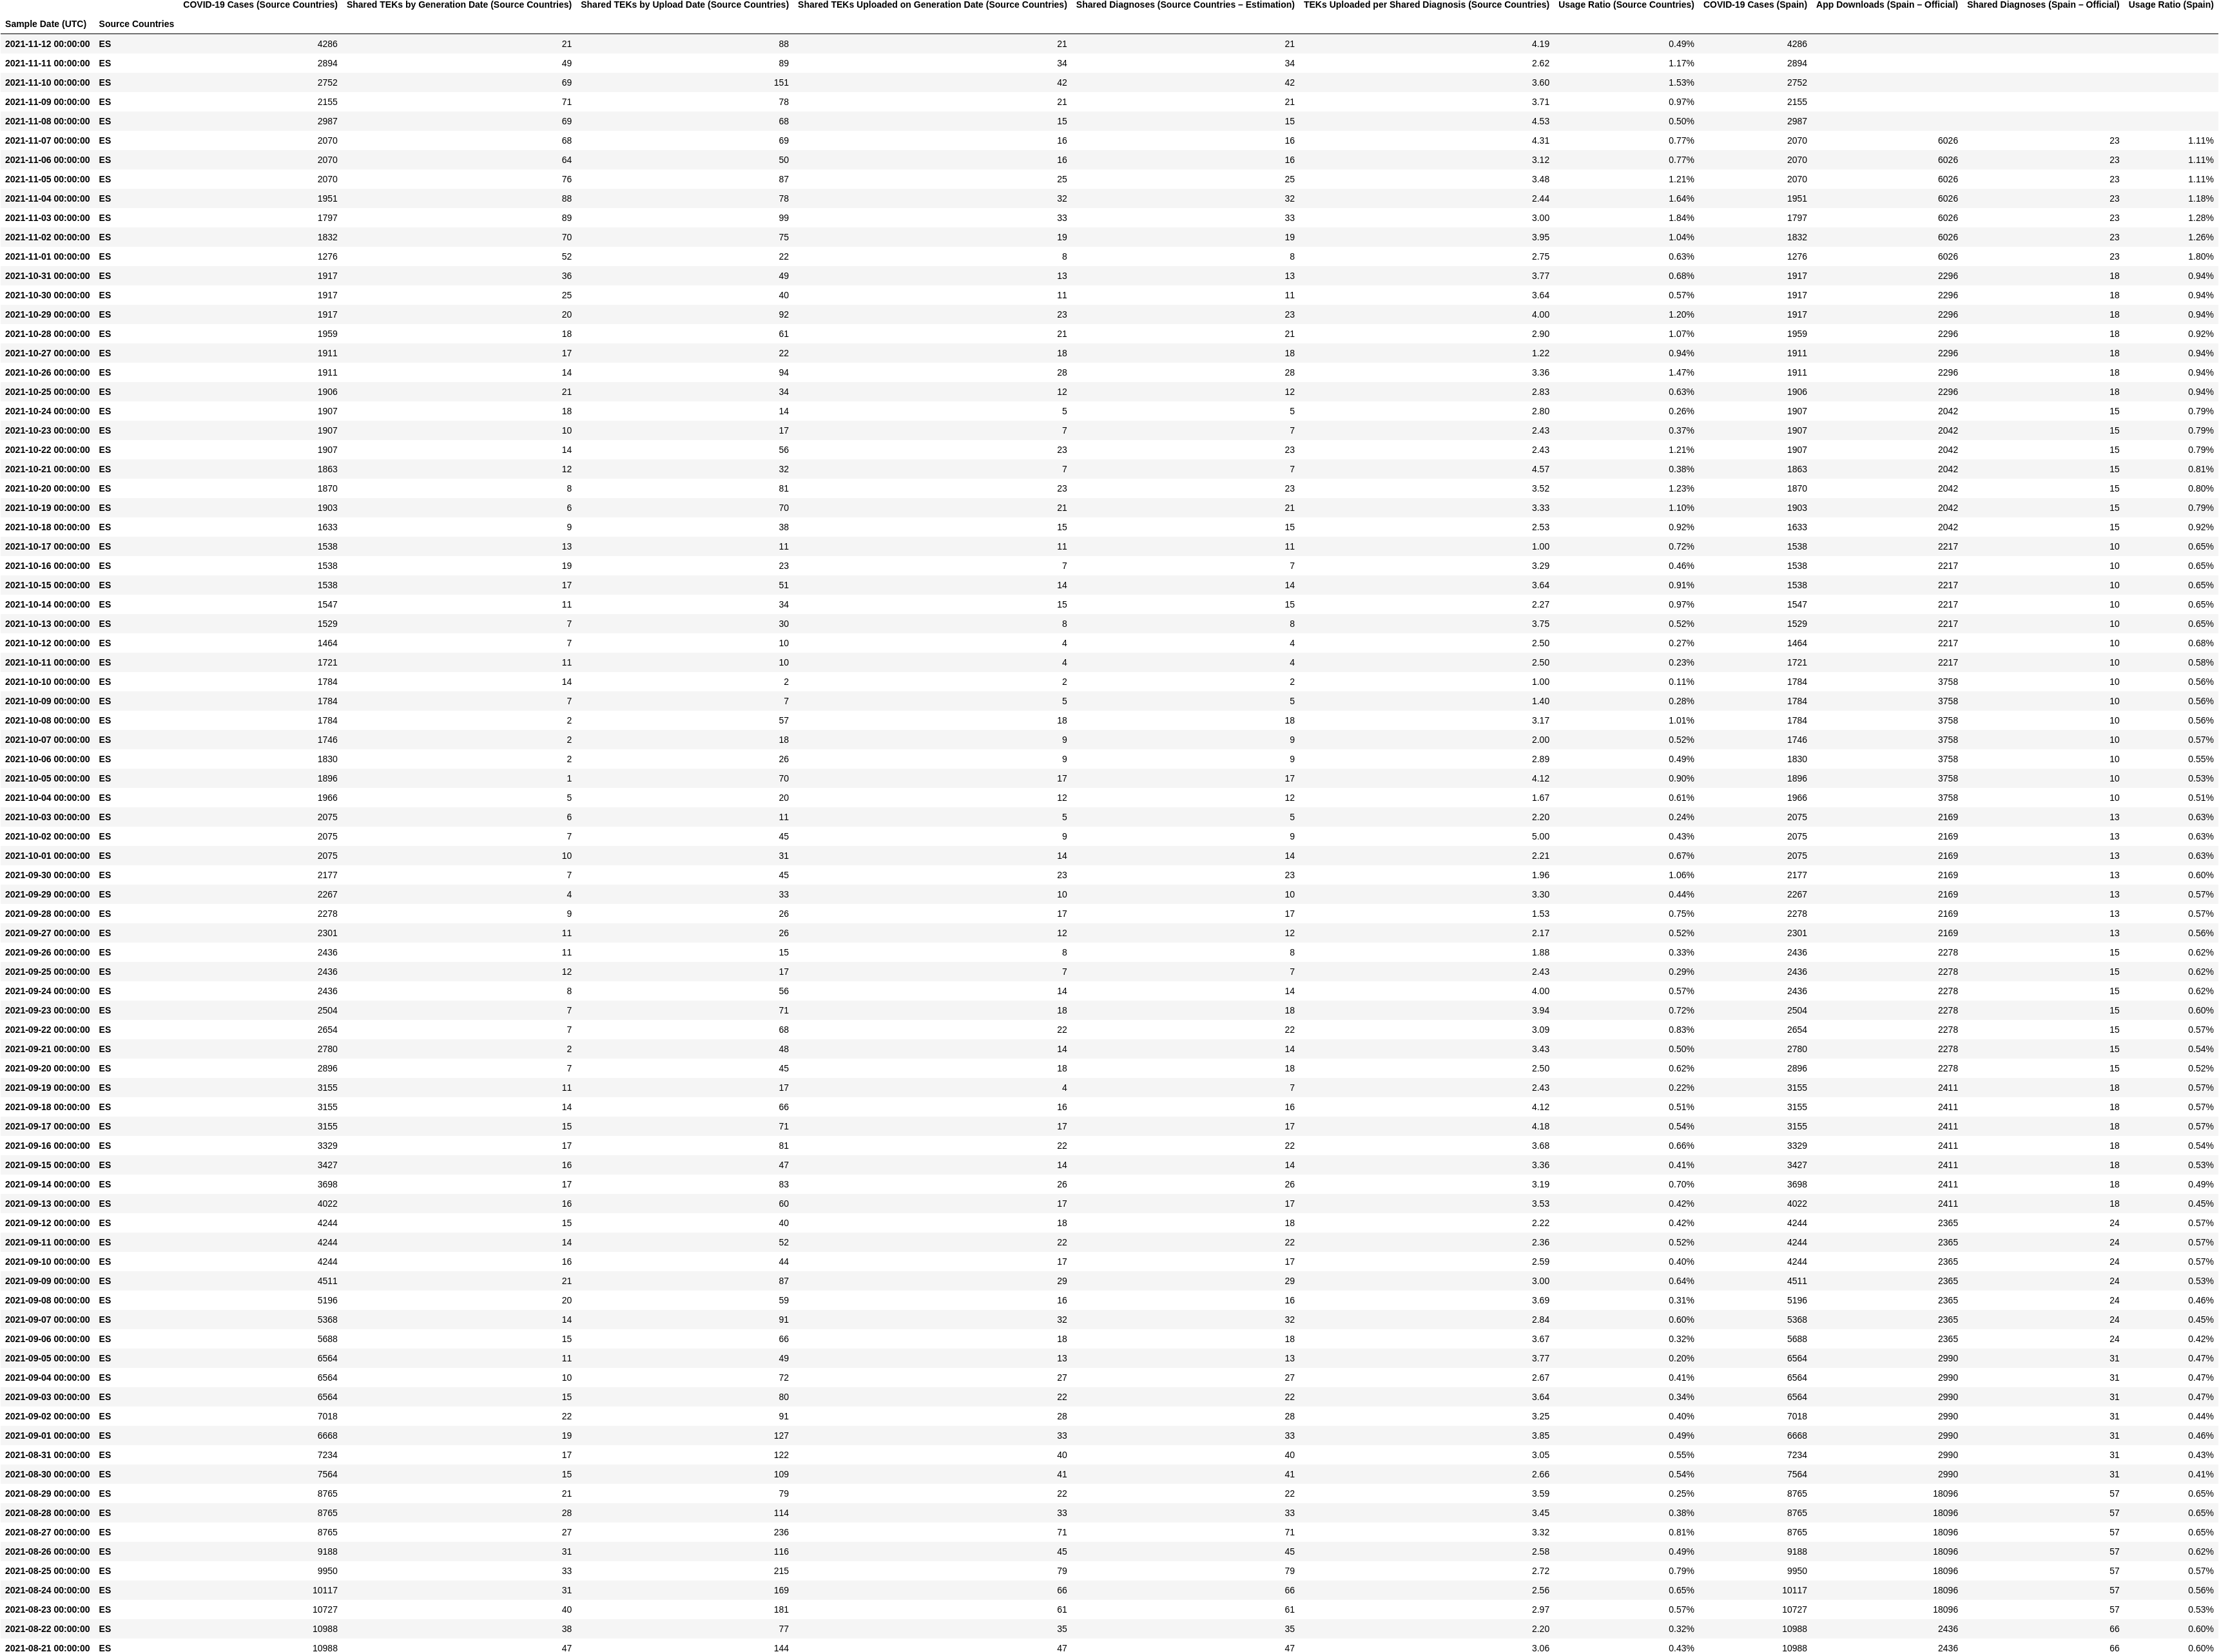 COVID-19 Cases (Source Countries) Shared TEKs by Generation Date (Source Countries) Shared TEKs by Upload Date (Source Countries) Shared TEKs Uploaded on Generation Date (Source Countries) Shared Diagnoses (Source Countries – Estimation) TEKs Uploaded per Shared Diagnosis (Source Countries) Usage Ratio (Source Countries) COVID-19 Cases (Spain) App Downloads (Spain – Official) Shared Diagnoses (Spain – Official) Usage Ratio (Spain)
Sample Date (UTC) Source Countries
2021-11-12 00:00:00 ES 4286 21 88 21 21 4.19 0.49% 4286
2021-11-11 00:00:00 ES 2894 49 89 34 34 2.62 1.17% 2894
2021-11-10 00:00:00 ES 2752 69 151 42 42 3.60 1.53% 2752
2021-11-09 00:00:00 ES 2155 71 78 21 21 3.71 0.97% 2155
2021-11-08 00:00:00 ES 2987 69 68 15 15 4.53 0.50% 2987
2021-11-07 00:00:00 ES 2070 68 69 16 16 4.31 0.77% 2070 6026 23 1.11%
2021-11-06 00:00:00 ES 2070 64 50 16 16 3.12 0.77% 2070 6026 23 1.11%
2021-11-05 00:00:00 ES 2070 76 87 25 25 3.48 1.21% 2070 6026 23 1.11%
2021-11-04 00:00:00 ES 1951 88 78 32 32 2.44 1.64% 1951 6026 23 1.18%
2021-11-03 00:00:00 ES 1797 89 99 33 33 3.00 1.84% 1797 6026 23 1.28%
2021-11-02 00:00:00 ES 1832 70 75 19 19 3.95 1.04% 1832 6026 23 1.26%
2021-11-01 00:00:00 ES 1276 52 22 8 8 2.75 0.63% 1276 6026 23 1.80%
2021-10-31 00:00:00 ES 1917 36 49 13 13 3.77 0.68% 1917 2296 18 0.94%
2021-10-30 00:00:00 ES 1917 25 40 11 11 3.64 0.57% 1917 2296 18 0.94%
2021-10-29 00:00:00 ES 1917 20 92 23 23 4.00 1.20% 1917 2296 18 0.94%
2021-10-28 00:00:00 ES 1959 18 61 21 21 2.90 1.07% 1959 2296 18 0.92%
2021-10-27 00:00:00 ES 1911 17 22 18 18 1.22 0.94% 1911 2296 18 0.94%
2021-10-26 00:00:00 ES 1911 14 94 28 28 3.36 1.47% 1911 2296 18 0.94%
2021-10-25 00:00:00 ES 1906 21 34 12 12 2.83 0.63% 1906 2296 18 0.94%
2021-10-24 00:00:00 ES 1907 18 14 5 5 2.80 0.26% 1907 2042 15 0.79%
2021-10-23 00:00:00 ES 1907 10 17 7 7 2.43 0.37% 1907 2042 15 0.79%
2021-10-22 00:00:00 ES 1907 14 56 23 23 2.43 1.21% 1907 2042 15 0.79%
2021-10-21 00:00:00 ES 1863 12 32 7 7 4.57 0.38% 1863 2042 15 0.81%
2021-10-20 00:00:00 ES 1870 8 81 23 23 3.52 1.23% 1870 2042 15 0.80%
2021-10-19 00:00:00 ES 1903 6 70 21 21 3.33 1.10% 1903 2042 15 0.79%
2021-10-18 00:00:00 ES 1633 9 38 15 15 2.53 0.92% 1633 2042 15 0.92%
2021-10-17 00:00:00 ES 1538 13 11 11 11 1.00 0.72% 1538 2217 10 0.65%
2021-10-16 00:00:00 ES 1538 19 23 7 7 3.29 0.46% 1538 2217 10 0.65%
2021-10-15 00:00:00 ES 1538 17 51 14 14 3.64 0.91% 1538 2217 10 0.65%
2021-10-14 00:00:00 ES 1547 11 34 15 15 2.27 0.97% 1547 2217 10 0.65%
2021-10-13 00:00:00 ES 1529 7 30 8 8 3.75 0.52% 1529 2217 10 0.65%
2021-10-12 00:00:00 ES 1464 7 10 4 4 2.50 0.27% 1464 2217 10 0.68%
2021-10-11 00:00:00 ES 1721 11 10 4 4 2.50 0.23% 1721 2217 10 0.58%
2021-10-10 00:00:00 ES 1784 14 2 2 2 1.00 0.11% 1784 3758 10 0.56%
2021-10-09 00:00:00 ES 1784 7 7 5 5 1.40 0.28% 1784 3758 10 0.56%
2021-10-08 00:00:00 ES 1784 2 57 18 18 3.17 1.01% 1784 3758 10 0.56%
2021-10-07 00:00:00 ES 1746 2 18 9 9 2.00 0.52% 1746 3758 10 0.57%
2021-10-06 00:00:00 ES 1830 2 26 9 9 2.89 0.49% 1830 3758 10 0.55%
2021-10-05 00:00:00 ES 1896 1 70 17 17 4.12 0.90% 1896 3758 10 0.53%
2021-10-04 00:00:00 ES 1966 5 20 12 12 1.67 0.61% 1966 3758 10 0.51%
2021-10-03 00:00:00 ES 2075 6 11 5 5 2.20 0.24% 2075 2169 13 0.63%
2021-10-02 00:00:00 ES 2075 7 45 9 9 5.00 0.43% 2075 2169 13 0.63%
2021-10-01 00:00:00 ES 2075 10 31 14 14 2.21 0.67% 2075 2169 13 0.63%
2021-09-30 00:00:00 ES 2177 7 45 23 23 1.96 1.06% 2177 2169 13 0.60%
2021-09-29 00:00:00 ES 2267 4 33 10 10 3.30 0.44% 2267 2169 13 0.57%
2021-09-28 00:00:00 ES 2278 9 26 17 17 1.53 0.75% 2278 2169 13 0.57%
2021-09-27 00:00:00 ES 2301 11 26 12 12 2.17 0.52% 2301 2169 13 0.56%
2021-09-26 00:00:00 ES 2436 11 15 8 8 1.88 0.33% 2436 2278 15 0.62%
2021-09-25 00:00:00 ES 2436 12 17 7 7 2.43 0.29% 2436 2278 15 0.62%
2021-09-24 00:00:00 ES 2436 8 56 14 14 4.00 0.57% 2436 2278 15 0.62%
2021-09-23 00:00:00 ES 2504 7 71 18 18 3.94 0.72% 2504 2278 15 0.60%
2021-09-22 00:00:00 ES 2654 7 68 22 22 3.09 0.83% 2654 2278 15 0.57%
2021-09-21 00:00:00 ES 2780 2 48 14 14 3.43 0.50% 2780 2278 15 0.54%
2021-09-20 00:00:00 ES 2896 7 45 18 18 2.50 0.62% 2896 2278 15 0.52%
2021-09-19 00:00:00 ES 3155 11 17 4 7 2.43 0.22% 3155 2411 18 0.57%
2021-09-18 00:00:00 ES 3155 14 66 16 16 4.12 0.51% 3155 2411 18 0.57%
2021-09-17 00:00:00 ES 3155 15 71 17 17 4.18 0.54% 3155 2411 18 0.57%
2021-09-16 00:00:00 ES 3329 17 81 22 22 3.68 0.66% 3329 2411 18 0.54%
2021-09-15 00:00:00 ES 3427 16 47 14 14 3.36 0.41% 3427 2411 18 0.53%
2021-09-14 00:00:00 ES 3698 17 83 26 26 3.19 0.70% 3698 2411 18 0.49%
2021-09-13 00:00:00 ES 4022 16 60 17 17 3.53 0.42% 4022 2411 18 0.45%
2021-09-12 00:00:00 ES 4244 15 40 18 18 2.22 0.42% 4244 2365 24 0.57%
2021-09-11 00:00:00 ES 4244 14 52 22 22 2.36 0.52% 4244 2365 24 0.57%
2021-09-10 00:00:00 ES 4244 16 44 17 17 2.59 0.40% 4244 2365 24 0.57%
2021-09-09 00:00:00 ES 4511 21 87 29 29 3.00 0.64% 4511 2365 24 0.53%
2021-09-08 00:00:00 ES 5196 20 59 16 16 3.69 0.31% 5196 2365 24 0.46%
2021-09-07 00:00:00 ES 5368 14 91 32 32 2.84 0.60% 5368 2365 24 0.45%
2021-09-06 00:00:00 ES 5688 15 66 18 18 3.67 0.32% 5688 2365 24 0.42%
2021-09-05 00:00:00 ES 6564 11 49 13 13 3.77 0.20% 6564 2990 31 0.47%
2021-09-04 00:00:00 ES 6564 10 72 27 27 2.67 0.41% 6564 2990 31 0.47%
2021-09-03 00:00:00 ES 6564 15 80 22 22 3.64 0.34% 6564 2990 31 0.47%
2021-09-02 00:00:00 ES 7018 22 91 28 28 3.25 0.40% 7018 2990 31 0.44%
2021-09-01 00:00:00 ES 6668 19 127 33 33 3.85 0.49% 6668 2990 31 0.46%
2021-08-31 00:00:00 ES 7234 17 122 40 40 3.05 0.55% 7234 2990 31 0.43%
2021-08-30 00:00:00 ES 7564 15 109 41 41 2.66 0.54% 7564 2990 31 0.41%
2021-08-29 00:00:00 ES 8765 21 79 22 22 3.59 0.25% 8765 18096 57 0.65%
2021-08-28 00:00:00 ES 8765 28 114 33 33 3.45 0.38% 8765 18096 57 0.65%
2021-08-27 00:00:00 ES 8765 27 236 71 71 3.32 0.81% 8765 18096 57 0.65%
2021-08-26 00:00:00 ES 9188 31 116 45 45 2.58 0.49% 9188 18096 57 0.62%
2021-08-25 00:00:00 ES 9950 33 215 79 79 2.72 0.79% 9950 18096 57 0.57%
2021-08-24 00:00:00 ES 10117 31 169 66 66 2.56 0.65% 10117 18096 57 0.56%
2021-08-23 00:00:00 ES 10727 40 181 61 61 2.97 0.57% 10727 18096 57 0.53%
2021-08-22 00:00:00 ES 10988 38 77 35 35 2.20 0.32% 10988 2436 66 0.60%
2021-08-21 00:00:00 ES 10988 47 144 47 47 3.06 0.43% 10988 2436 66 0.60%